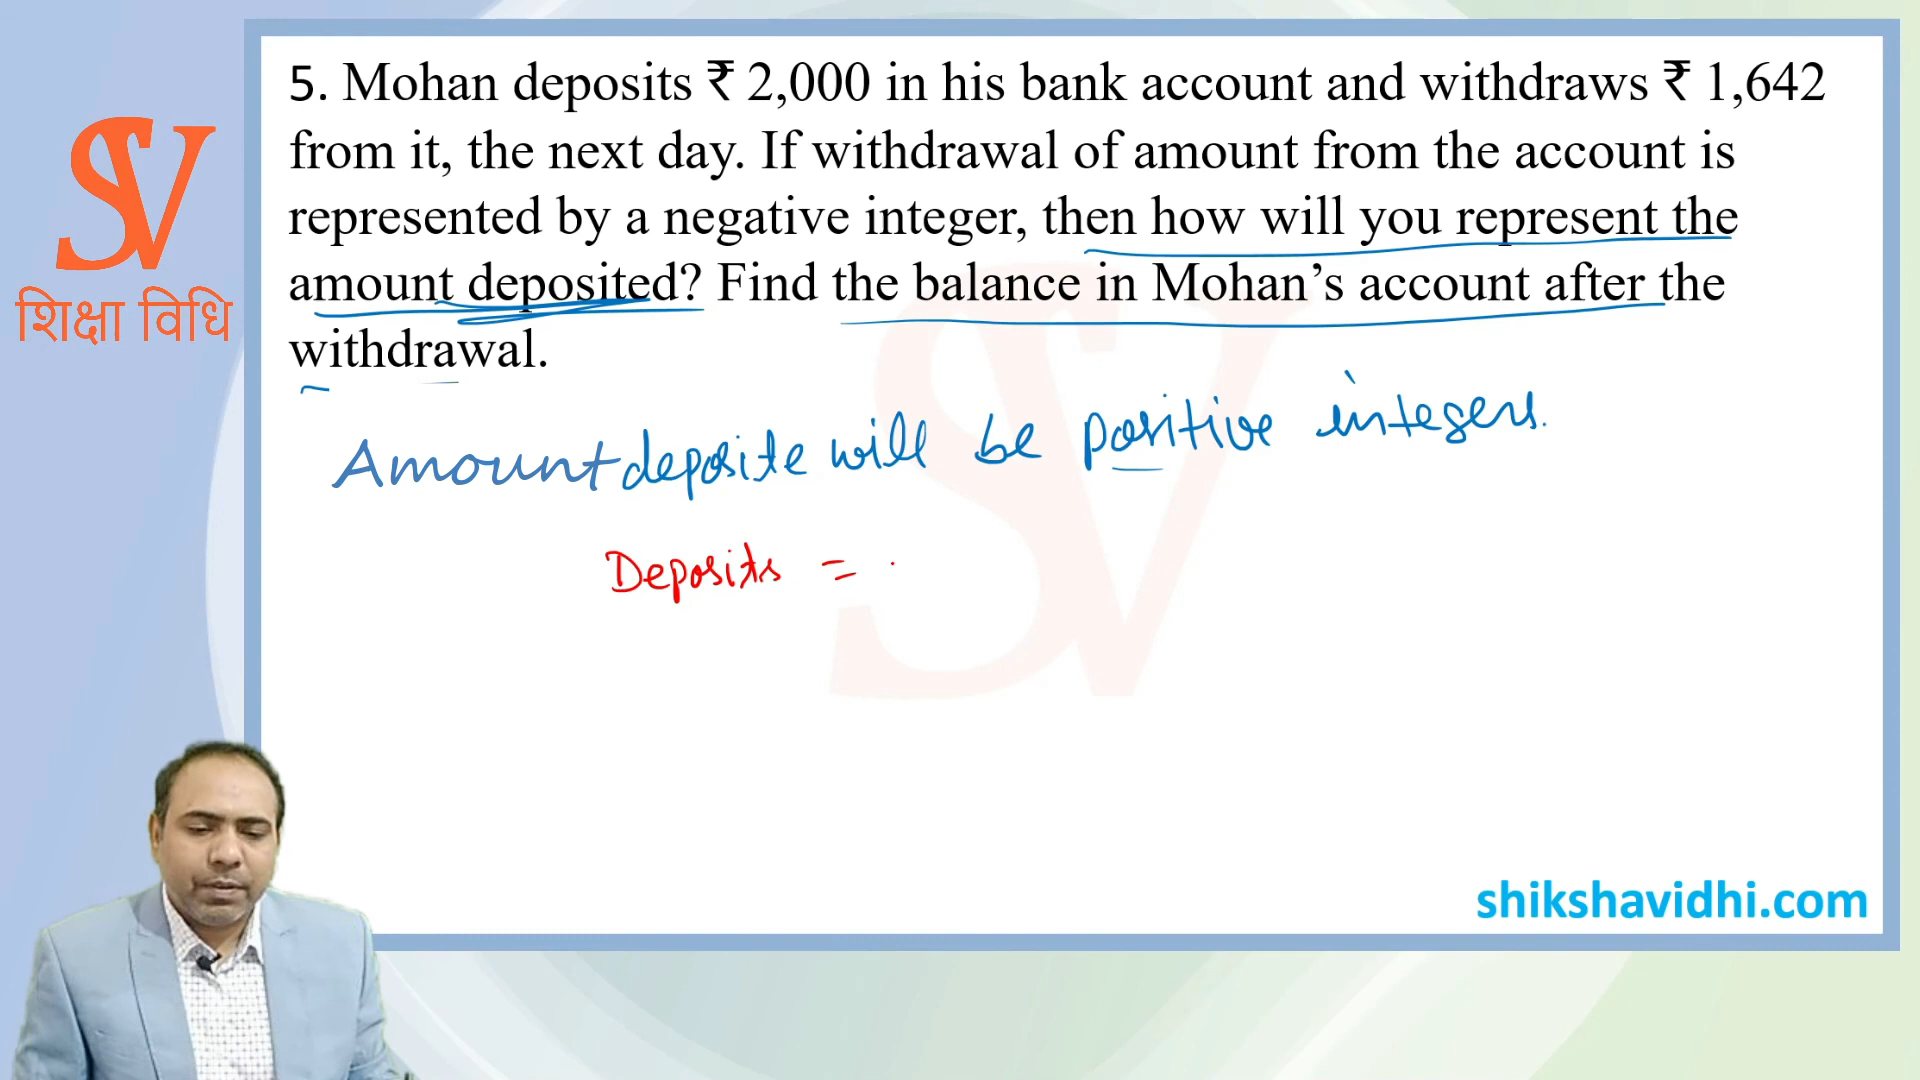 5. Mohan deposits ₹ 2,000 in his bank account and withdraws ₹ 1,642
from it, the next day. If withdrawal of amount from the account is
represented by a negative integer, then how will you represent the
amount deposited? Find the balance in Mohan’s account after the
withdrawal.
SV
शिक्षा विधि
Amount deposite will be positive integers.
Deposits =
shikshavidhi.com